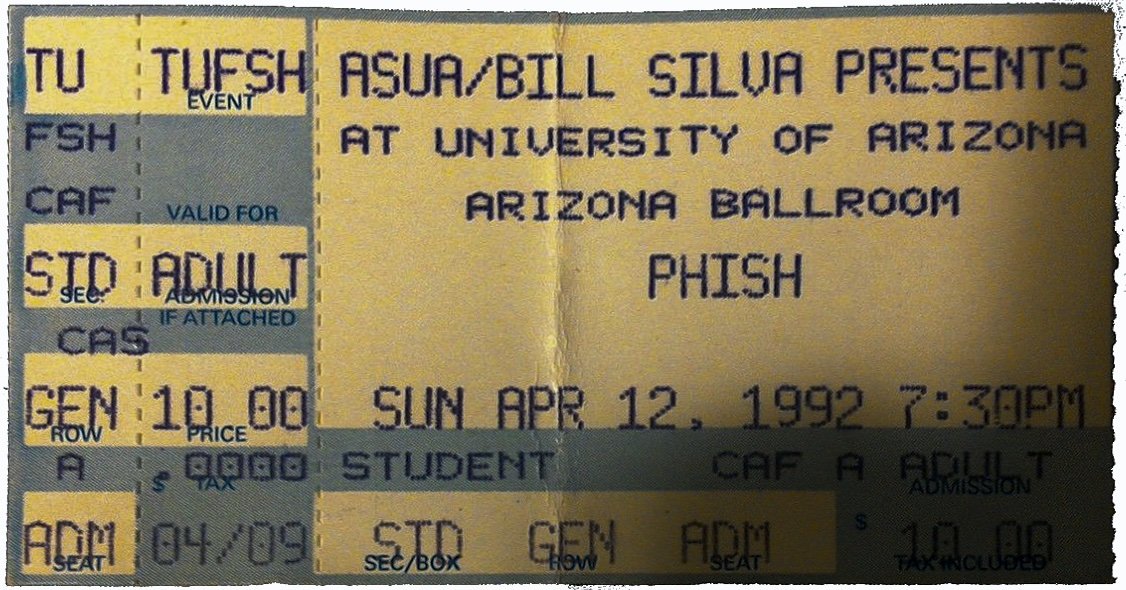 TU TUFSH ASUA/BILL SILVA PRESENTS
EVENT
FSH AT UNIVERSITY OF ARIZONA
CAF ARIZONA BALLROOM
VALID FOR
STD ADULT PHISH
SEC. ADMISSION
IF ATTACHED
CAS
GEN 10.00 SUN APR 12, 1992 7:30PM
ROW PRICE
A .0000 STUDENT CAF A ADULT
$ TAX ADMISSION
ADM 04/09 STD GEN ADM $ 10.00
SEAT SEC/BOX ROW SEAT TAX INCLUDED